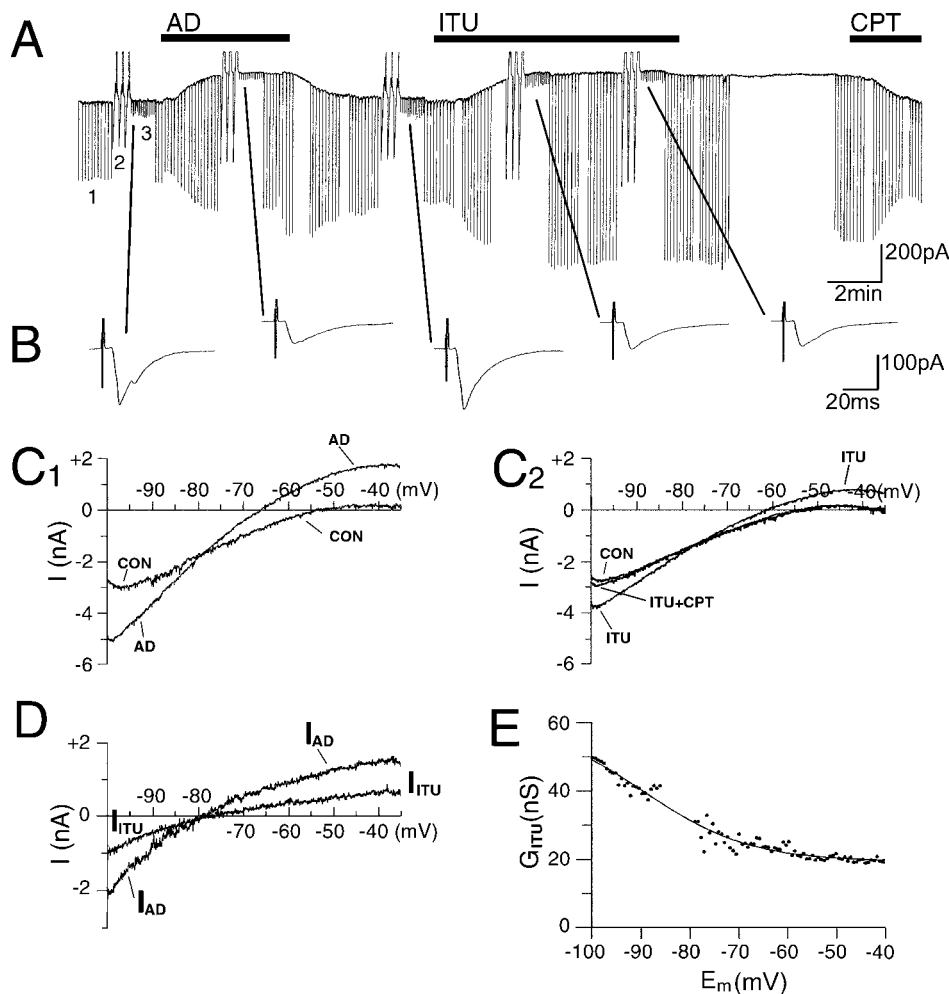 A
AD
ITU
CPT
1
2
3
200pA
2min
B
100pA
20ms
C1
+2
0
-2
-4
-6
I (nA)
-90 -80 -70 -60 -50 -40 (mV)
AD
CON
CON
AD
C2
+2
0
-2
-4
-6
I (nA)
-90 -80 -70 -60 -50 -40 (mV)
ITU
CON
ITU+CPT
ITU
D
+2
0
-2
I (nA)
-90 -80 -70 -60 -50 -40 (mV)
IAD
IITU
IITU
IAD
E
60
40
20
0
GITU(nS)
-100 -90 -80 -70 -60 -50 -40
Em(mV)